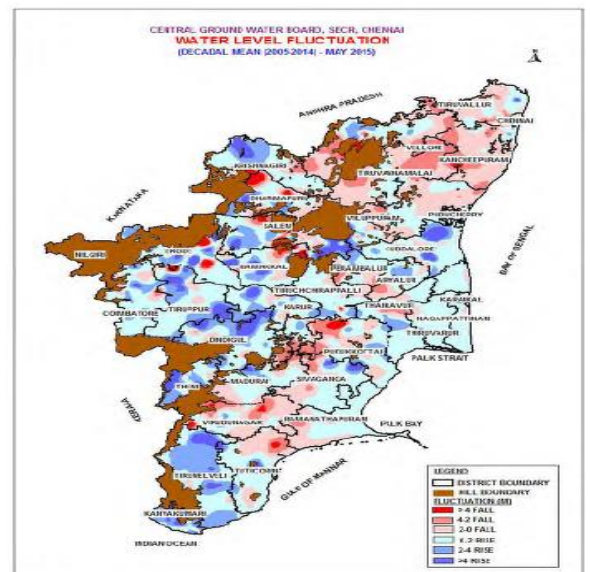 CENTRAL GROUND WATER BOARD, SECR, CHENNAI
WATER LEVEL FLUCTUATION
(DECADAL MEAN (2005-2014) - MAY 2015)
N
ANDHRA PRADESH
TIRUVALLUR
CHENNAI
VELLORE
KANCHEEPURAM
KRISHNAGIRI
TIRUVANNAMALAI
KARNATAKA
DHARMAPURI
VILUPPURAM
PUDUCHERRY
SALEM
ERODE
CUDDALORE
BAY OF BENGAL
NILGIRI
NAMAKKAL
PERAMBALUR
ARIYALUR
TIRUCHCHIRAPPALLI
COIMBATORE
TIRUPPUR
KARUR
THANJAVUR
KARAIKAL
NAGAPPATTINAM
THIRUVARUR
DINDIGUL
PUDUKKOTTAI
PALK STRAIT
THENI
MADURAI
SIVAGANGA
KERALA
VIRUDUNAGAR
RAMANATHAPURAM
PALK BAY
TIRUNELVELI
TUTICORIN
GULF OF MANNAR
KANYAKUMARI
INDIAN OCEAN
LEGEND
DISTRICT BOUNDARY
HILL BOUNDARY
FLUCTUATION (M)
>4 FALL
4-2 FALL
2-0 FALL
0-2 RISE
2-4 RISE
>4 RISE